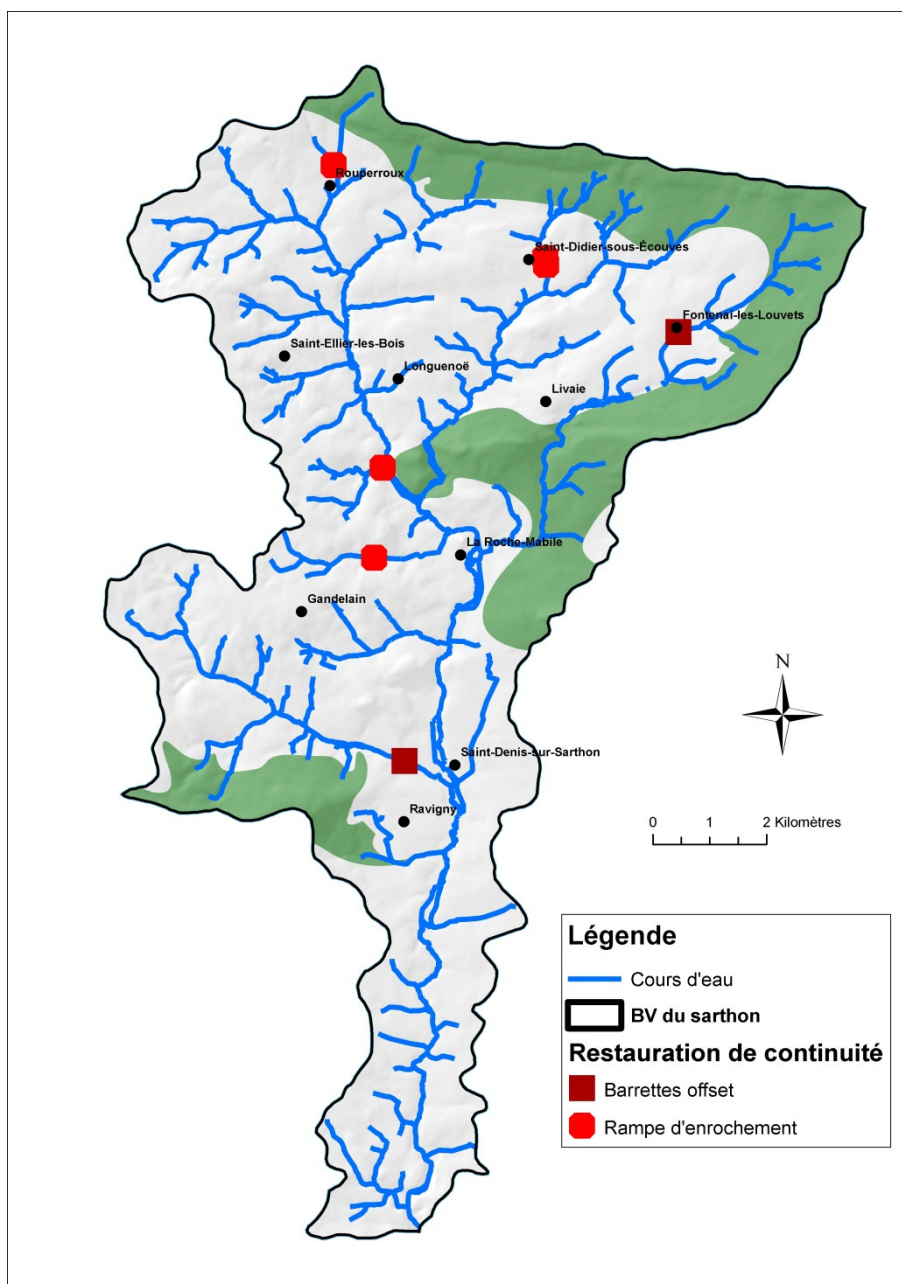 Rouperroux
Saint-Didier-sous-Écouves
Fontenai-les-Louvets
Saint-Ellier-les-Bois
Longuenoë
Livaie
La Roche-Mabile
Gandelain
N
Saint-Denis-sur-Sarthon
Ravigny
0 1 2 Kilomètres
Légende
Cours d'eau
BV du sarthon
Restauration de continuité
Barrettes offset
Rampe d'enrochement